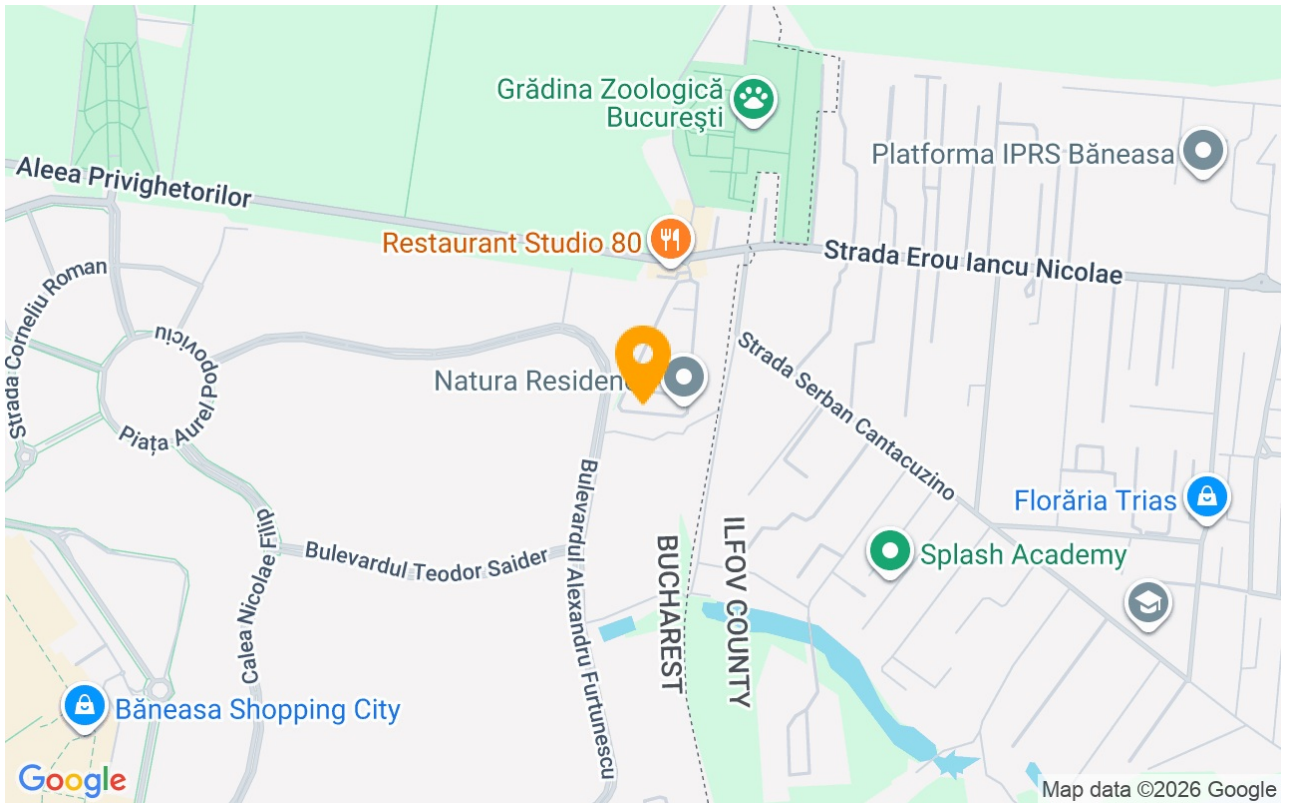 Grădina Zoologică
București
Platforma IPRS Băneasa
Aleea Privighetorilor
Restaurant Studio 80
Strada Erou Iancu Nicolae
Strada Corneliu Roman
Piața Aurel Popoviciu
Natura Residenc
Strada Serban Cantacuzino
Florăria Trias
Calea Nicolae Filip
Bulevardul Teodor Saider
Bulevardul Alexandru Furtunescu
BUCHAREST
ILFOV COUNTY
Splash Academy
Băneasa Shopping City
Google
Map data ©2026 Google